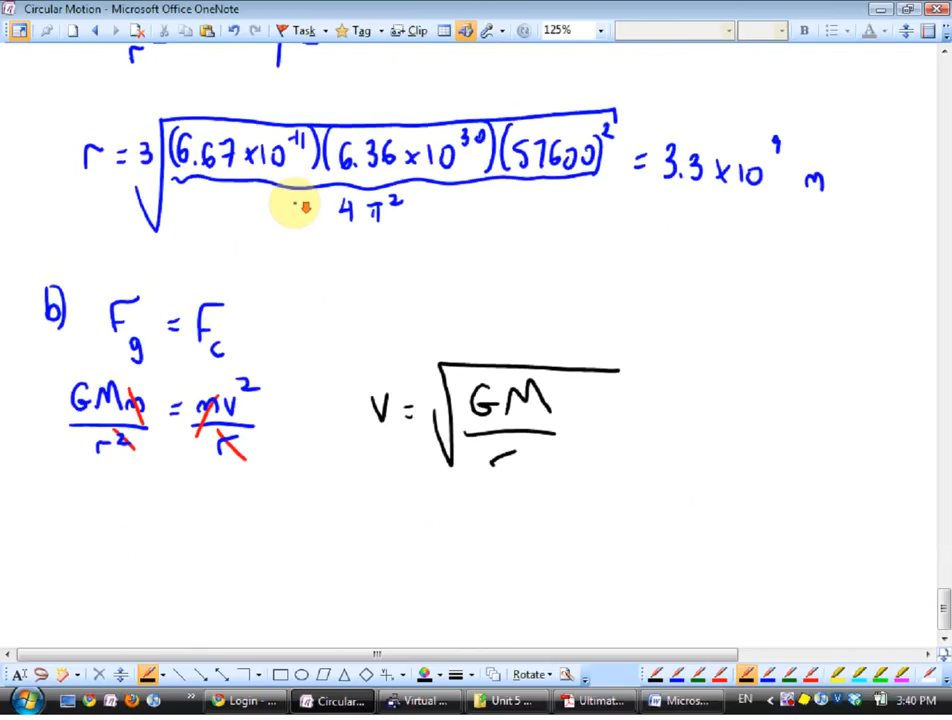 Circular Motion - Microsoft Office OneNote
Task Tag Clip 125% B
r = ∛((6.67×10⁻¹¹)(6.36×10³⁰)(57600)² / 4π²) = 3.3×10⁹ m
b) F_g = F_c
GMm/r² = mv²/r
v = √(GM/r)
Rotate
Login - ... Circular... Virtual ... Unit 5 ... Ultimat... Micros... EN 3:40 PM